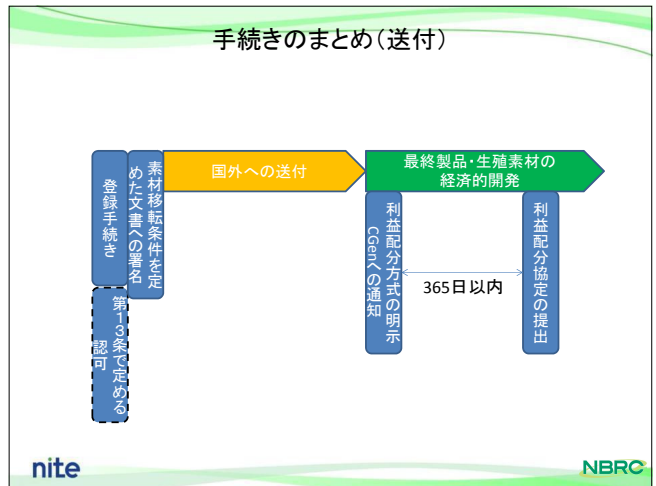 手続きのまとめ（送付）
登録手続き
素材移転条件を定
めた文書への署名
国外への送付
最終製品・生殖素材の
経済的開発
第１３条で定める
認可
利益配分方式の明示
CGenへの通知
365日以内
利益配分協定の提出
nite
NBRC